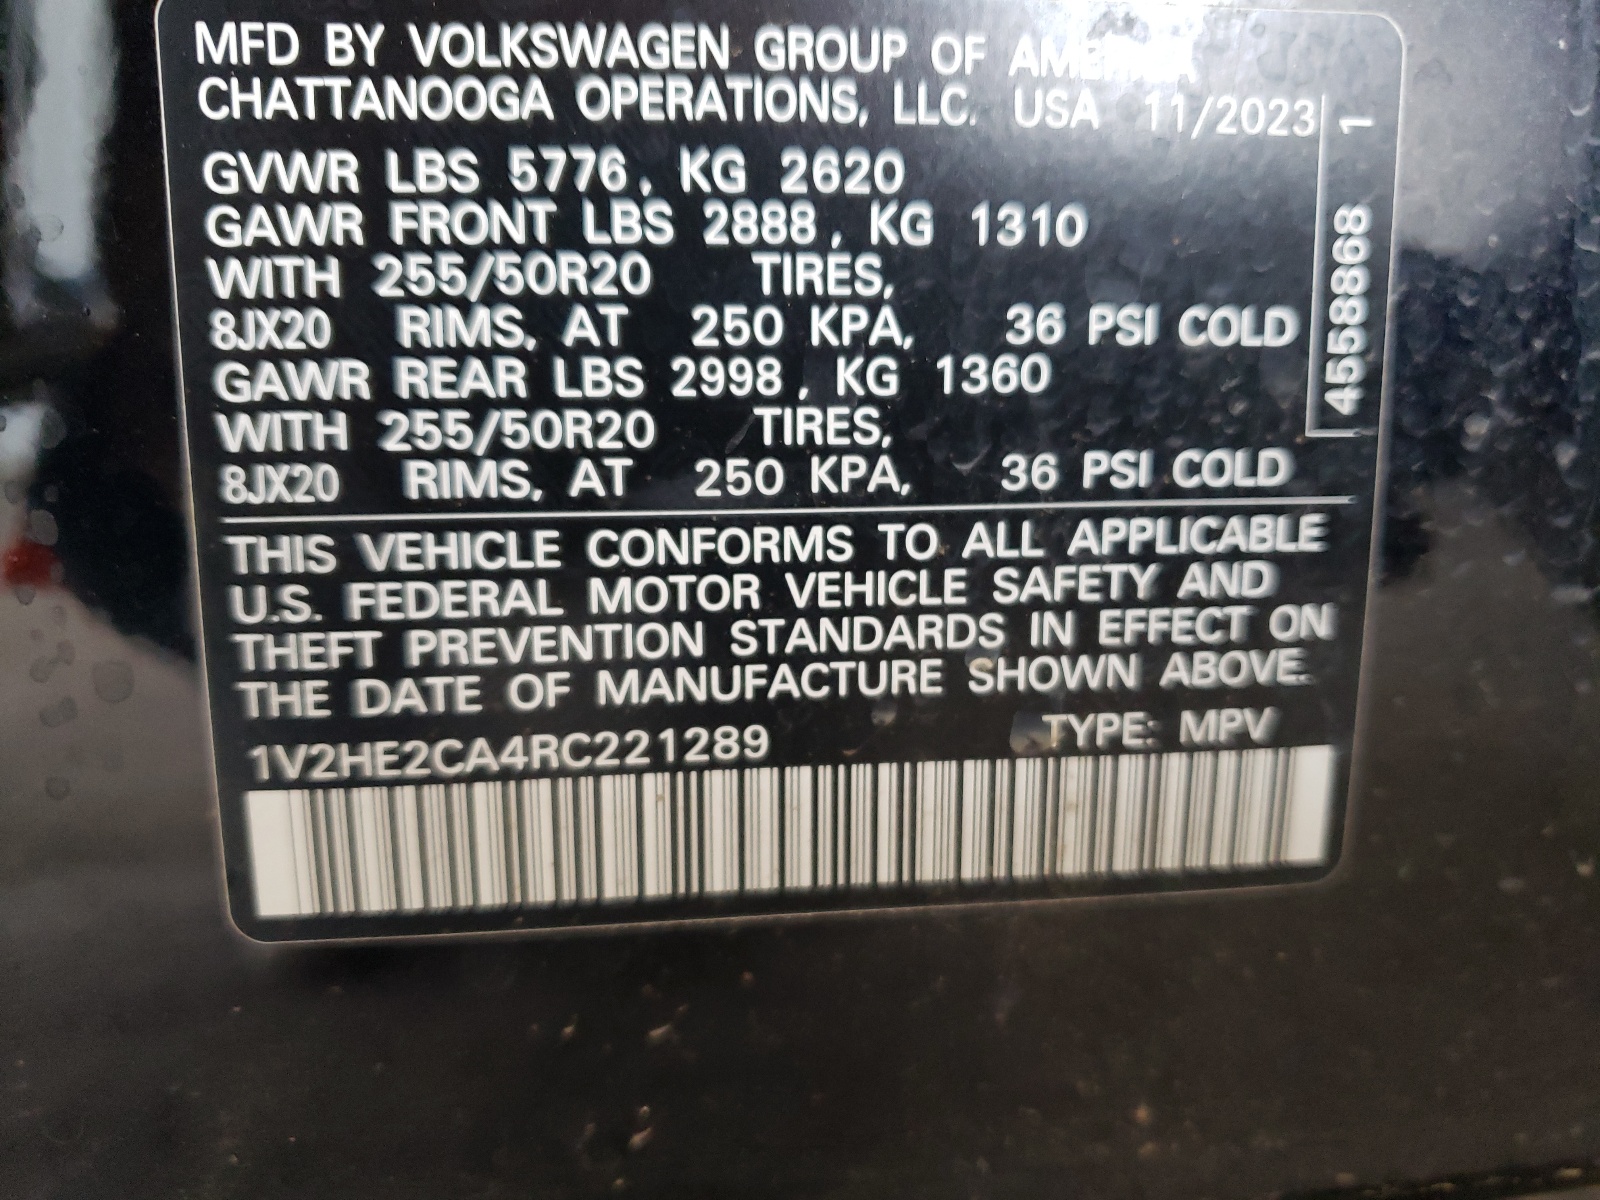 MFD BY VOLKSWAGEN GROUP OF AMERICA
CHATTANOOGA OPERATIONS, LLC. USA 11/2023
GVWR LBS 5776, KG 2620
GAWR FRONT LBS 2888, KG 1310
WITH 255/50R20 TIRES,
8JX20 RIMS, AT 250 KPA, 36 PSI COLD
GAWR REAR LBS 2998, KG 1360
WITH 255/50R20 TIRES,
8JX20 RIMS, AT 250 KPA, 36 PSI COLD
4558868 1
THIS VEHICLE CONFORMS TO ALL APPLICABLE
U.S. FEDERAL MOTOR VEHICLE SAFETY AND
THEFT PREVENTION STANDARDS IN EFFECT ON
THE DATE OF MANUFACTURE SHOWN ABOVE.
1V2HE2CA4RC221289 TYPE: MPV